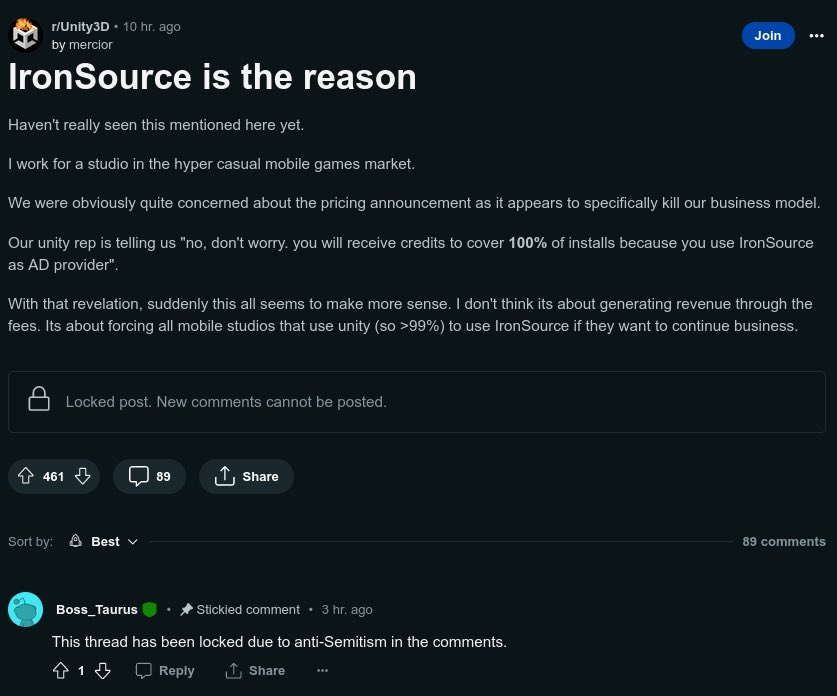 r/Unity3D • 10 hr. ago
by mercior
Join
IronSource is the reason
Haven't really seen this mentioned here yet.
I work for a studio in the hyper casual mobile games market.
We were obviously quite concerned about the pricing announcement as it appears to specifically kill our business model.
Our unity rep is telling us "no, don't worry. you will receive credits to cover 100% of installs because you use IronSource
as AD provider".
With that revelation, suddenly this all seems to make more sense. I don't think its about generating revenue through the
fees. Its about forcing all mobile studios that use unity (so >99%) to use IronSource if they want to continue business.
Locked post. New comments cannot be posted.
461 89 Share
Sort by: Best 89 comments
Boss_Taurus • Stickied comment • 3 hr. ago
This thread has been locked due to anti-Semitism in the comments.
1 Reply Share